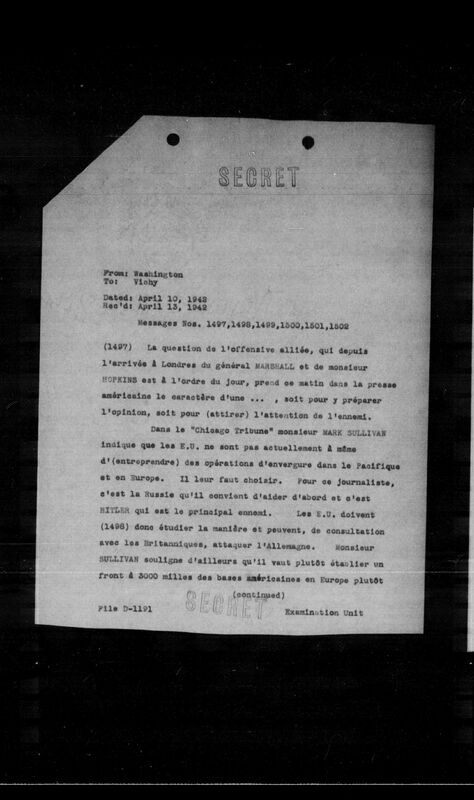 SECRET
From: Washington
To: Vichy
Dated: April 10, 1942
Rec'd: April 13, 1942
Messages Nos. 1497,1498,1499,1500,1501,1502
(1497) La question de l'offensive alliée, qui depuis
l'arrivée à Londres du général MARSHALL et de monsieur
HOPKINS est à l'ordre du jour, prend ce matin dans la presse
américaine le caractère d'une ... , soit pour y préparer
l'opinion, soit pour (attirer) l'attention de l'ennemi.
Dans le "Chicago Tribune" monsieur MARK SULLIVAN
indique que les E.U. ne sont pas actuellement à même
d'(entreprendre) des opérations d'envergure dans le Pacifique
et en Europe. Il leur faut choisir. Pour ce journaliste,
c'est la Russie qu'il convient d'aider d'abord et c'est
HITLER qui est le principal ennemi. Les E.U. doivent
(1498) donc étudier la manière et peuvent, de consultation
avec les Britanniques, attaquer l'Allemagne. Monsieur
SULLIVAN souligne d'ailleurs qu'il vaut plutôt établier un
front à 3000 milles des bases américaines en Europe plutôt
(continued)
File D-1191
SECRET
Examination Unit